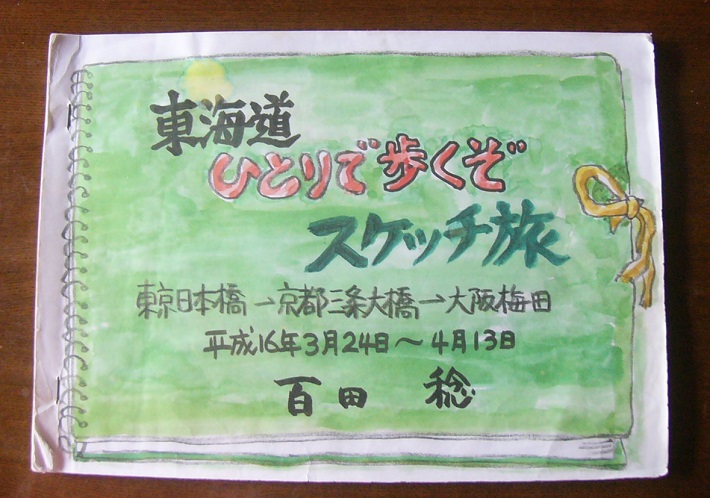 東海道
ひとりで歩くぞ
スケッチ旅
東京日本橋→京都三条大橋→大阪梅田
平成16年3月24日〜4月13日
百田 稔